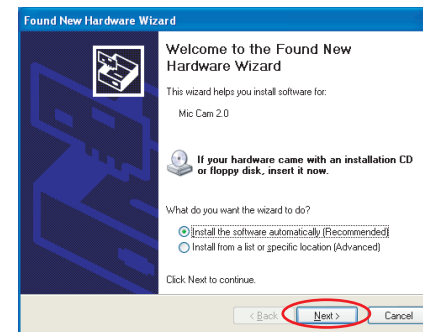 Found New Hardware Wizard
Welcome to the Found New
Hardware Wizard
This wizard helps you install software for:
Mic Cam 2.0
If your hardware came with an installation CD
or floppy disk, insert it now.
What do you want the wizard to do?
Install the software automatically (Recommended)
Install from a list or specific location (Advanced)
Click Next to continue.
< Back Next > Cancel